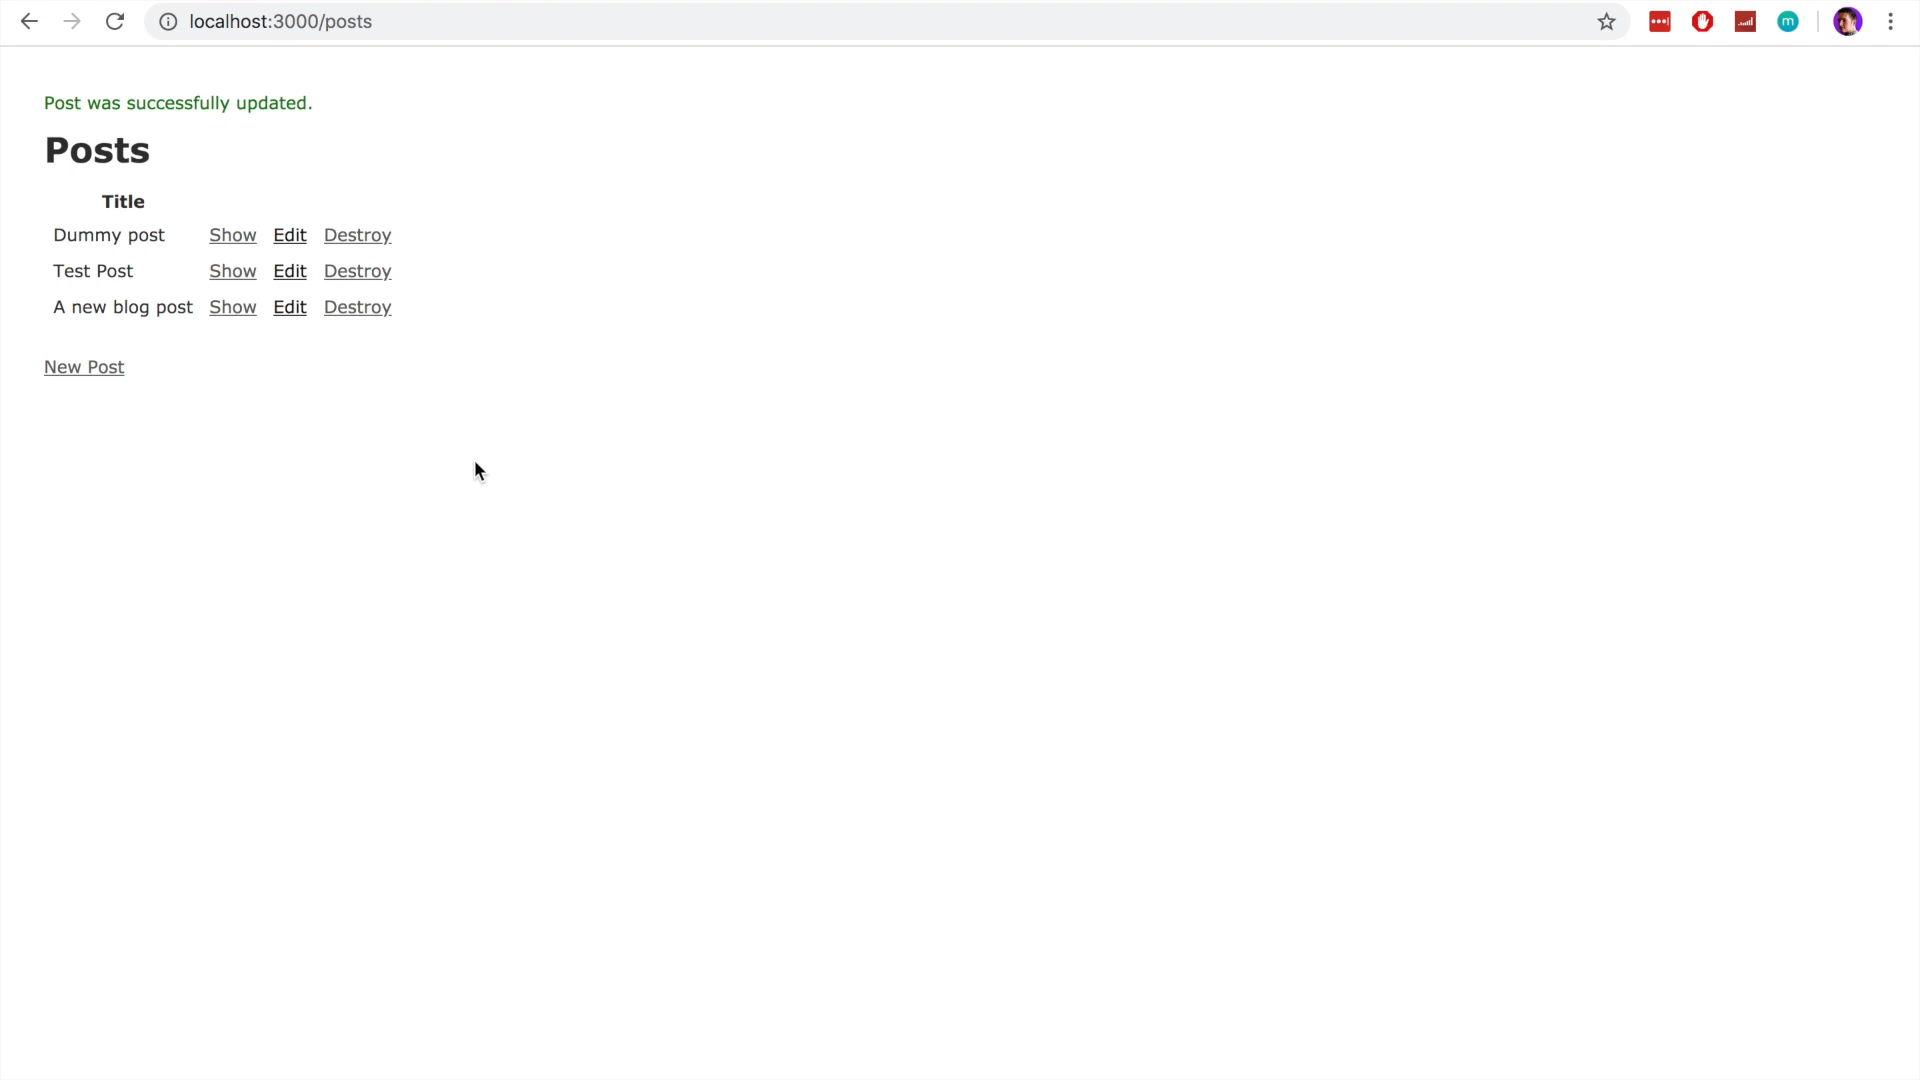 localhost:3000/posts
m
Post was successfully updated.
Posts
Title
Dummy post Show Edit Destroy
Test Post Show Edit Destroy
A new blog post Show Edit Destroy
New Post